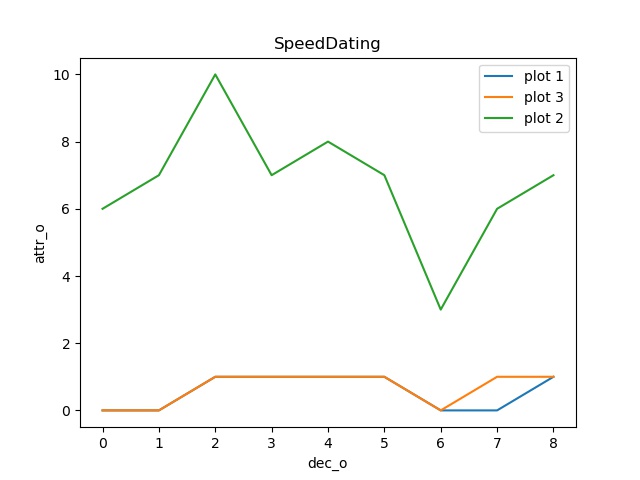 SpeedDating
plot 1
plot 3
plot 2
10
8
6
4
2
0
attr_o
0 1 2 3 4 5 6 7 8
dec_o